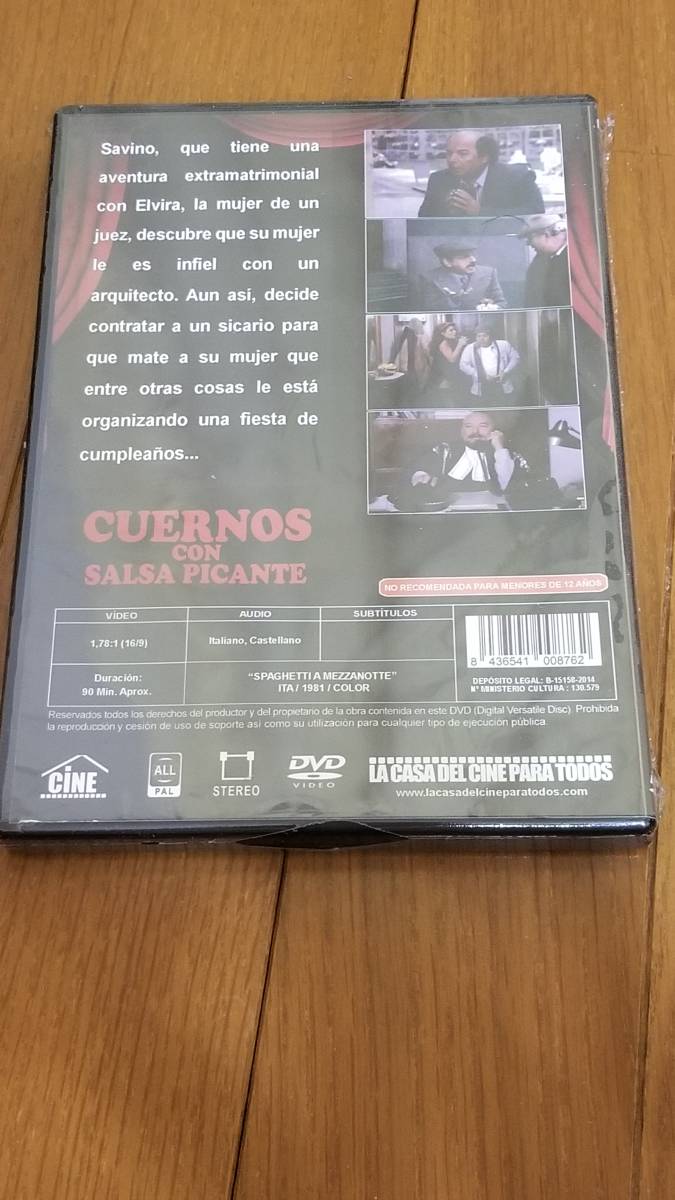 Savino, que tiene una
aventura extramatrimonial
con Elvira, la mujer de un
juez, descubre que su mujer
le es infiel con un
arquitecto. Aun así, decide
contratar a un sicario para
que mate a su mujer que
entre otras cosas le está
organizando una fiesta de
cumpleaños...
CUERNOS
CON
SALSA PICANTE
NO RECOMENDADA PARA MENORES DE 12 AÑOS
VÍDEO
AUDIO
SUBTÍTULOS
1,78:1 (16/9)
Italiano, Castellano
Duración:
90 Min. Aprox.
"SPAGHETTI A MEZZANOTTE"
ITA / 1981 / COLOR
8 436541 008762
DEPÓSITO LEGAL: B-15158-2014
Nº MINISTERIO CULTURA : 130.579
Reservados todos los derechos del productor y del propietario de la obra contenida en este DVD (Digital Versatile Disc). Prohibida
la reproducción y cesión de uso de soporte así como su utilización para cualquier tipo de ejecución pública
CiNE
ALL
PAL
STEREO
DVD
VIDEO
LA CASA DEL CINE PARA TODOS
www.lacasadelcineparatodos.com